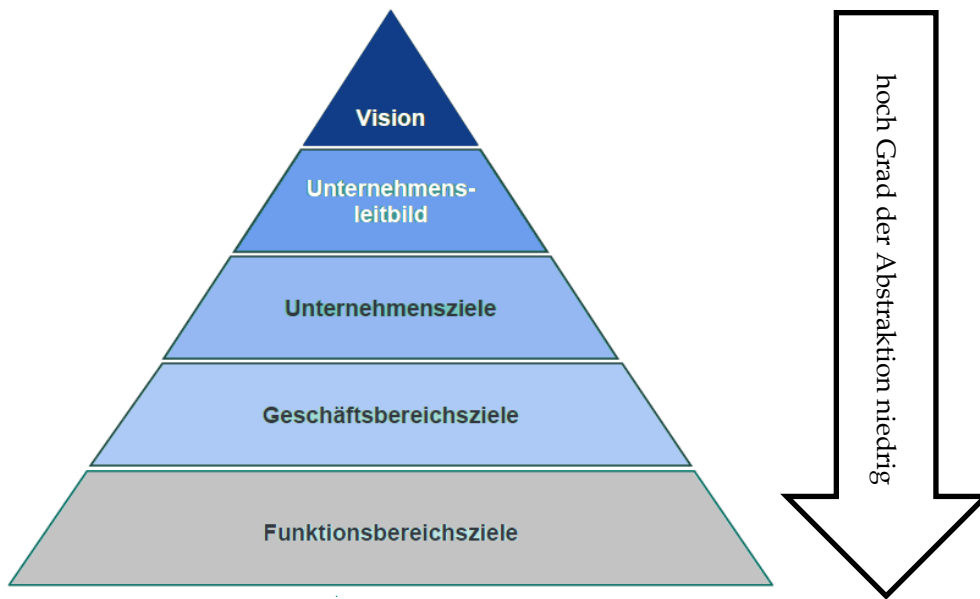 Vision
Unternehmens-
leitbild
Unternehmensziele
Geschäftsbereichsziele
Funktionsbereichsziele
hoch Grad der Abstraktion niedrig